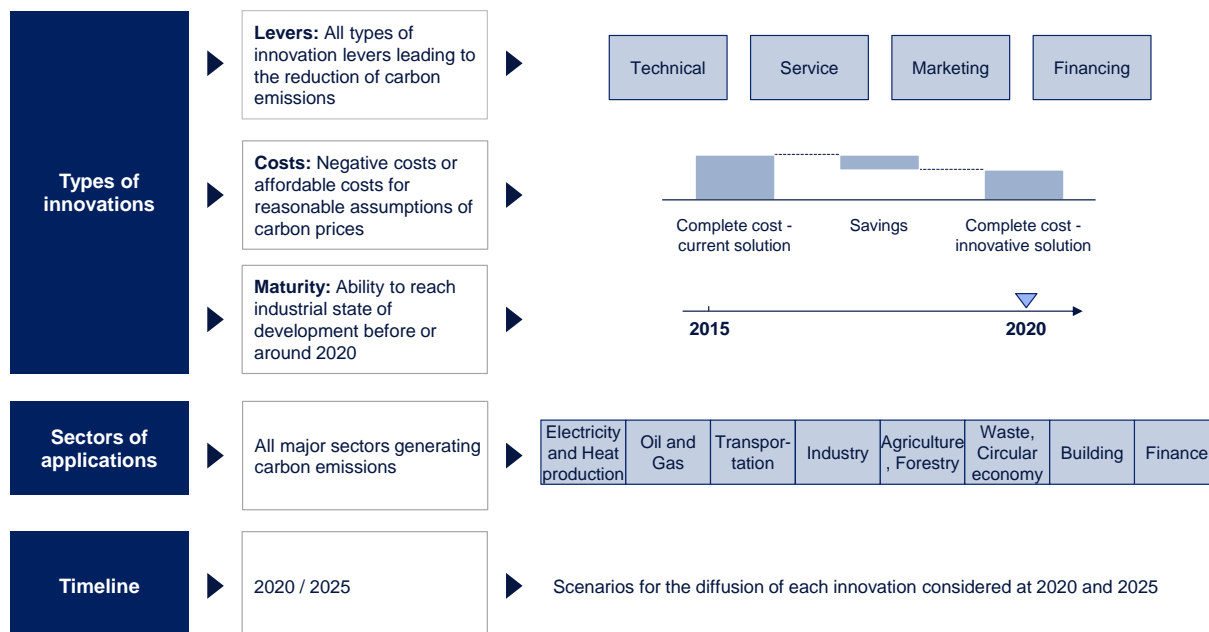 Types of
innovations
Levers: All types of
innovation levers leading to
the reduction of carbon
emissions
Technical
Service
Marketing
Financing
Costs: Negative costs or
affordable costs for
reasonable assumptions of
carbon prices
Complete cost -
current solution
Savings
Complete cost -
innovative solution
Maturity: Ability to reach
industrial state of
development before or
around 2020
2015
2020
Sectors of
applications
All major sectors generating
carbon emissions
Electricity
and Heat
production
Oil and
Gas
Transpor-
tation
Industry
Agriculture
, Forestry
Waste,
Circular
economy
Building
Finance
Timeline
2020 / 2025
Scenarios for the diffusion of each innovation considered at 2020 and 2025